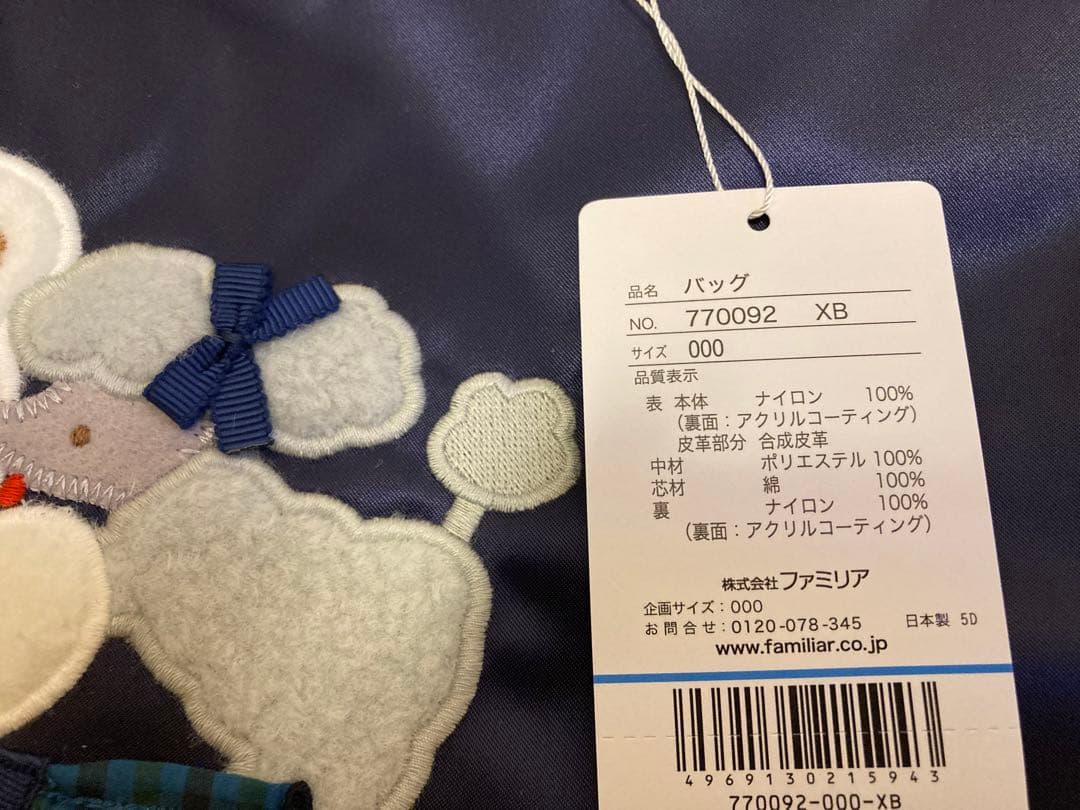 品名 バッグ
NO. 770092 XB
サイズ 000
品質表示
表 本体 ナイロン 100%
(裏面:アクリルコーティング)
皮革部分 合成皮革
中材 ポリエステル 100%
芯材 綿 100%
裏 ナイロン 100%
(裏面:アクリルコーティング)
株式会社ファミリア
企画サイズ:000
お問合せ:0120-078-345 日本製 5D
www.familiar.co.jp
4969130215943
770092-000-XB